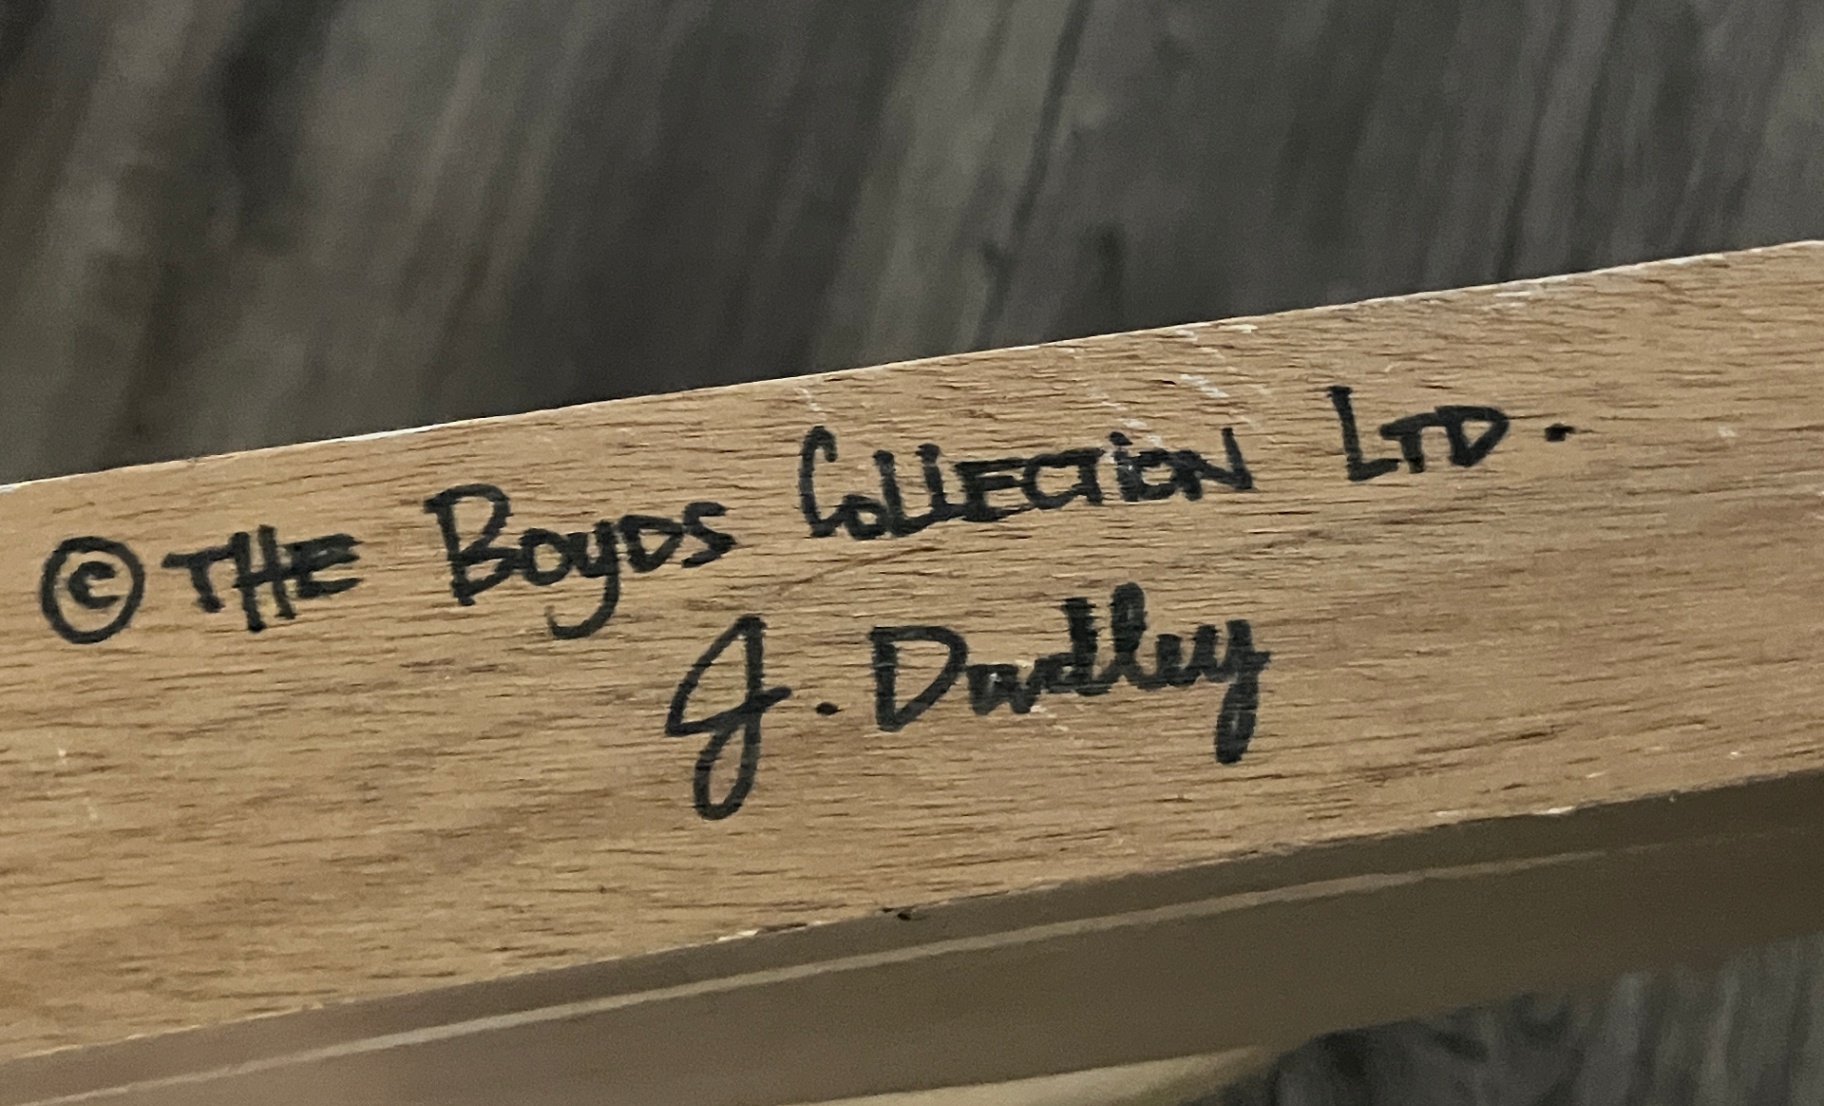 © THE BOYDS COLLECTION LTD.
J. Dudley